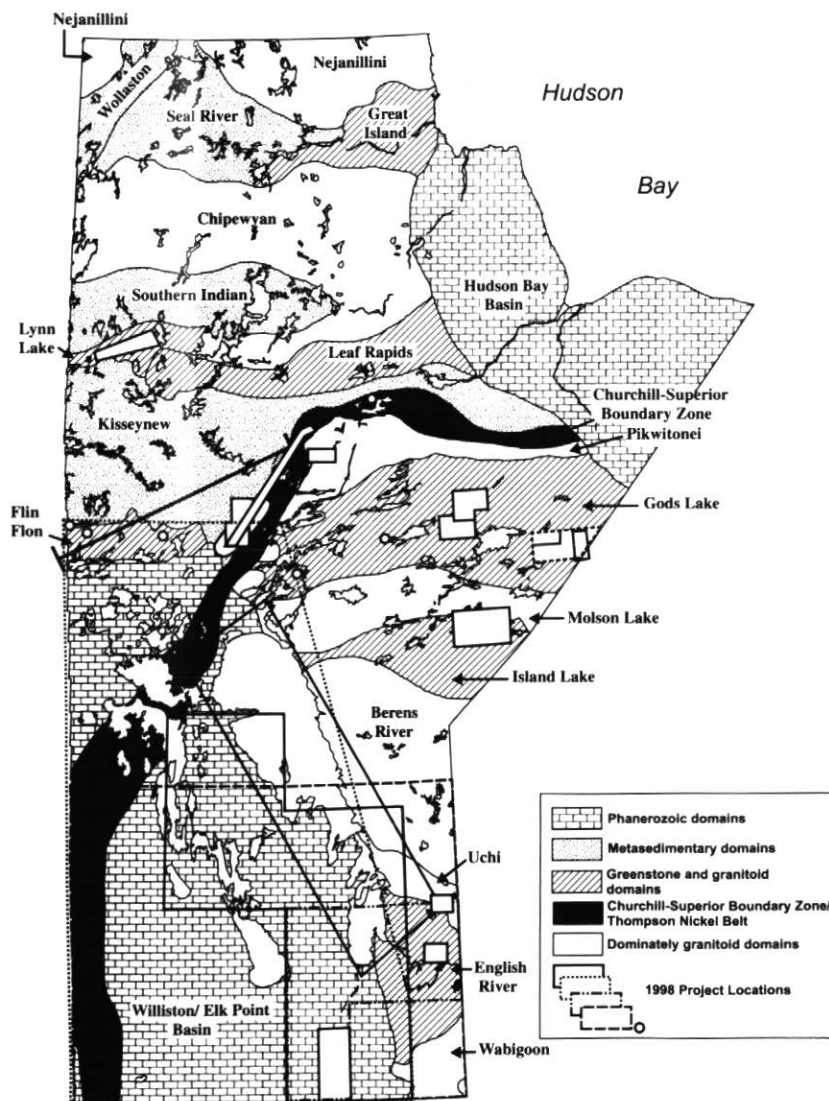 Nejanillini
Nejanillini
Hudson
Wollaston
Seal River
Great
Island
Bay
Chipewyan
Hudson Bay
Basin
Southern Indian
Lynn
Lake
Leaf Rapids
Churchill-Superior
Boundary Zone
Kisseynew
Pikwitonei
Flin
Flon
Gods Lake
Molson Lake
Island Lake
Berens
River
Uchi
English
River
Williston/ Elk Point
Basin
Wabigoon
Phanerozoic domains
Metasedimentary domains
Greenstone and granitoid
domains
Churchill-Superior Boundary Zone/
Thompson Nickel Belt
Dominately granitoid domains
1998 Project Locations